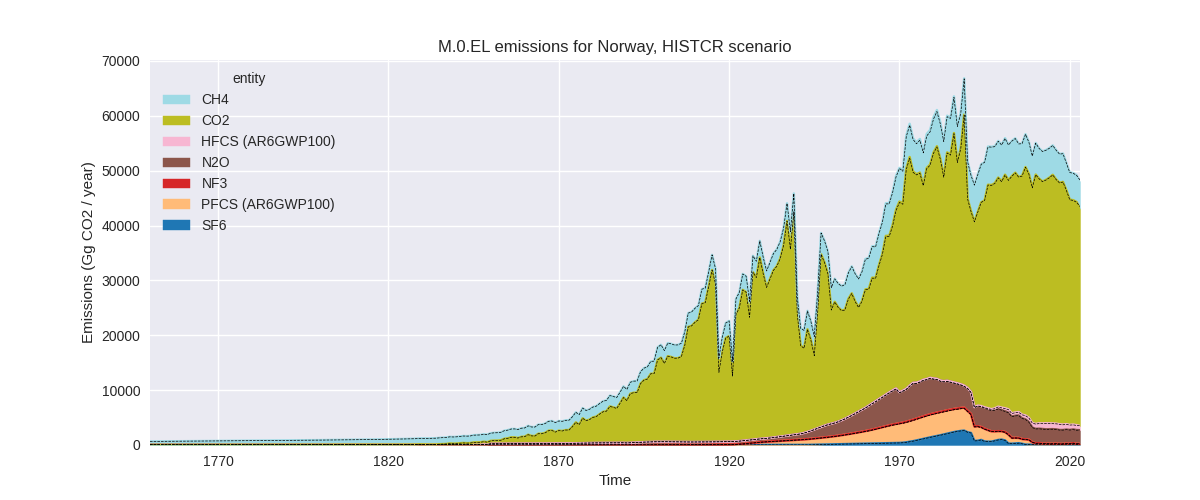 M.0.EL emissions for Norway, HISTCR scenario
70000
60000
50000
40000
30000
20000
10000
0
Emissions (Gg CO2 / year)
entity
CH4
CO2
HFCS (AR6GWP100)
N2O
NF3
PFCS (AR6GWP100)
SF6
1770
1820
1870
1920
1970
2020
Time